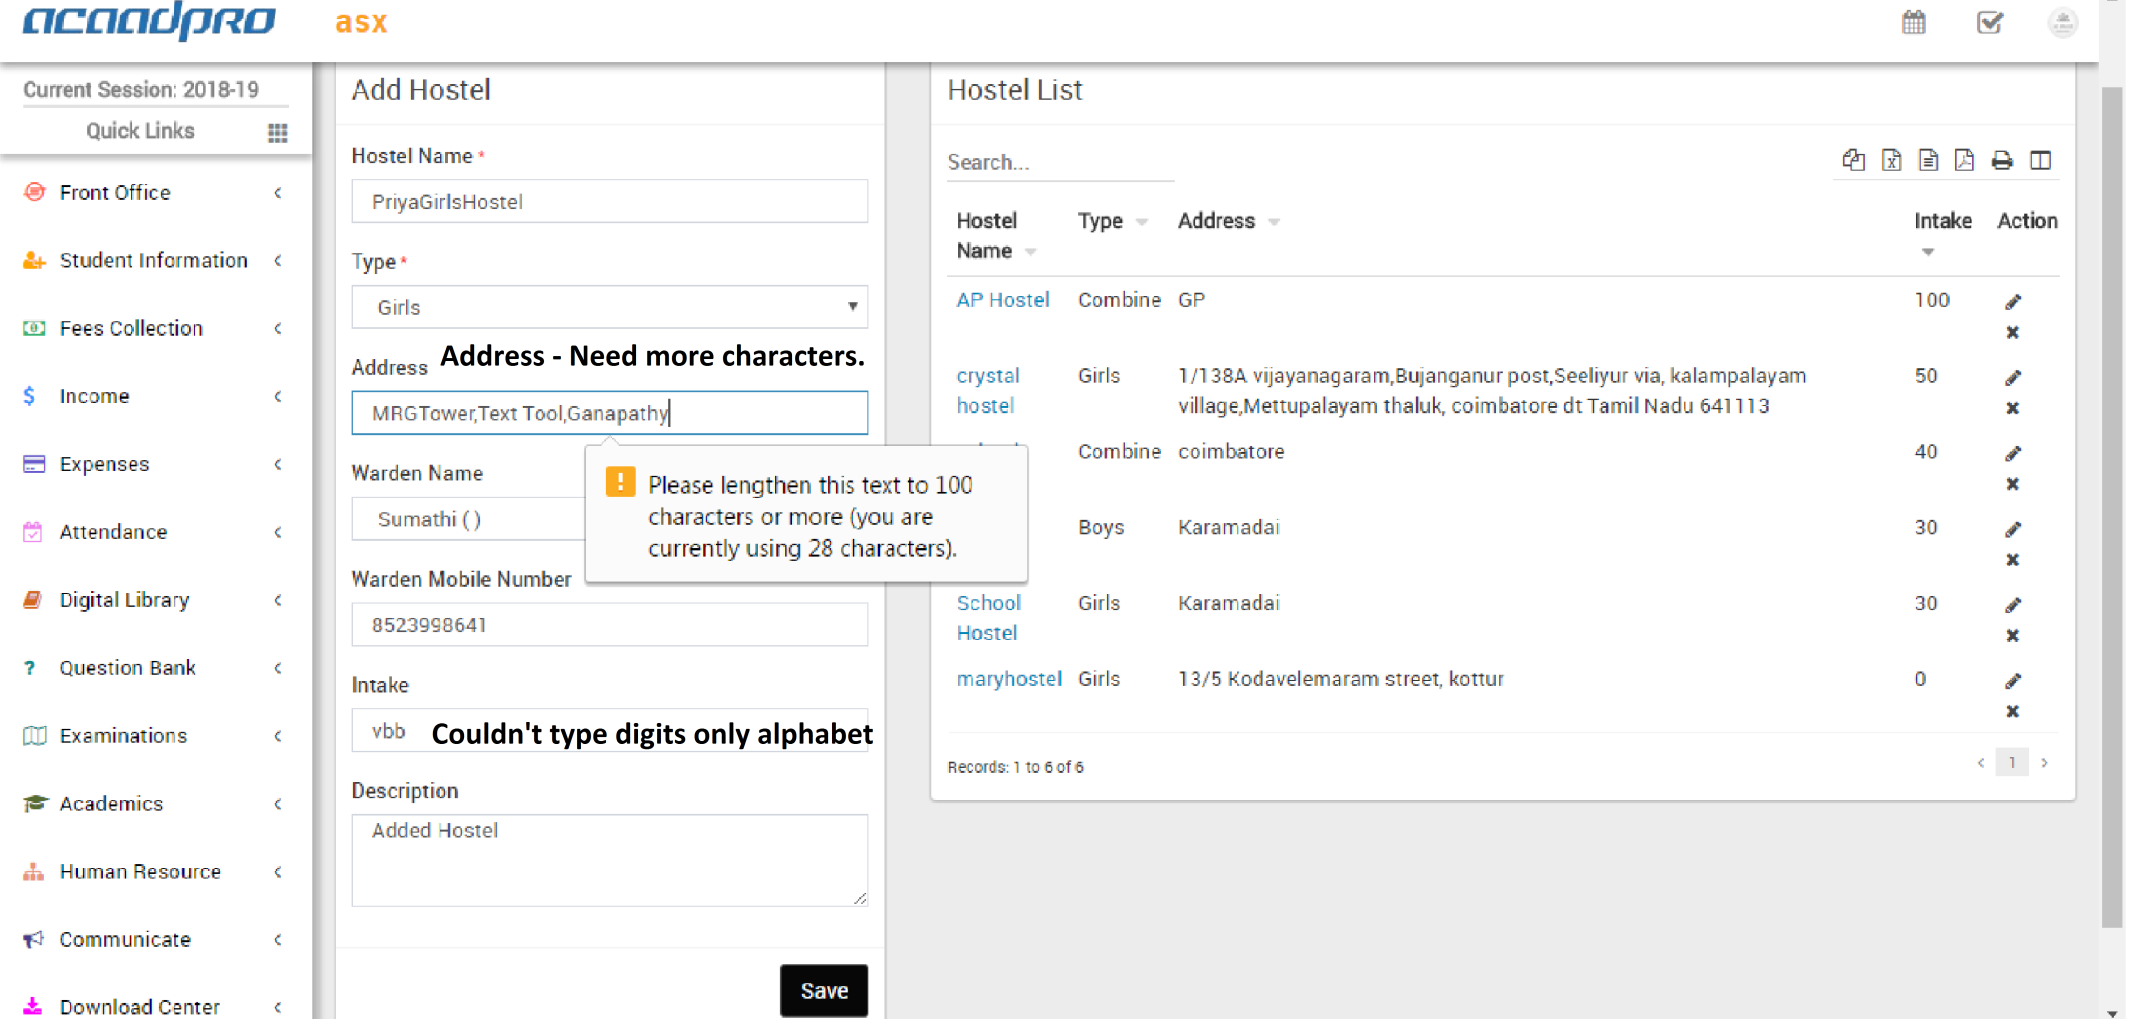 acaadpro
asx
Current Session: 2018-19
Quick Links
Front Office
Student Information
Fees Collection
Income
Expenses
Attendance
Digital Library
Question Bank
Examinations
Academics
Human Resource
Communicate
Download Center
Add Hostel
Hostel Name *
PriyaGirlsHostel
Type *
Girls
Address
Address - Need more characters.
MRGTower,Text Tool,Ganapathy
Please lengthen this text to 100
characters or more (you are
currently using 28 characters).
Warden Name
Sumathi ( )
Warden Mobile Number
8523998641
Intake
vbb
Couldn't type digits only alphabet
Description
Added Hostel
Save
Hostel List
Search...
Hostel Type Address Intake Action
Name
AP Hostel Combine GP 100
crystal Girls 1/138A vijayanagaram,Bujanganur post,Seeliyur via, kalampalayam 50
hostel village,Mettupalayam thaluk, coimbatore dt Tamil Nadu 641113
Combine coimbatore 40
Boys Karamadai 30
School Girls Karamadai 30
Hostel
maryhostel Girls 13/5 Kodavelemaram street, kottur 0
Records: 1 to 6 of 6
1